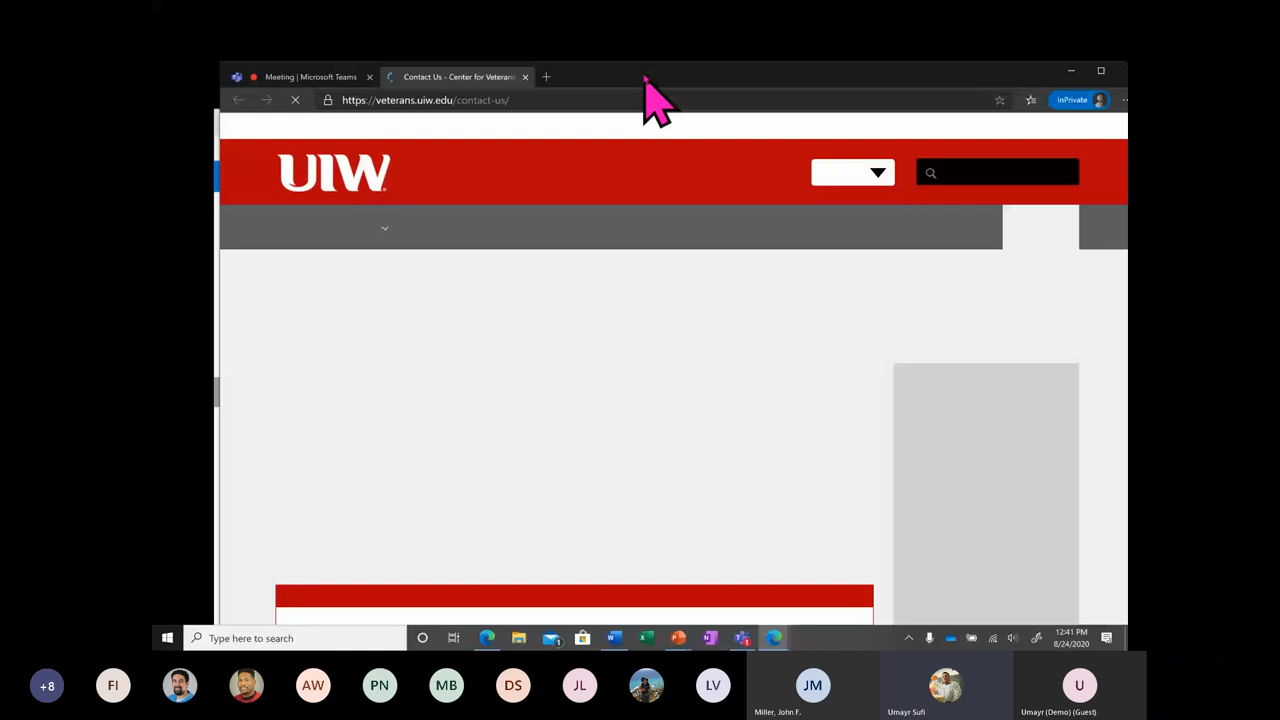 Meeting | Microsoft Teams
Contact Us - Center for Veterans
https://veterans.uiw.edu/contact-us/
InPrivate
UIW
Type here to search
12:41 PM
8/24/2020
+8
FI
AW
PN
MB
DS
JL
LV
JM
U
Miller, John F.
Umayr Sufi
Umayr (Demo) (Guest)